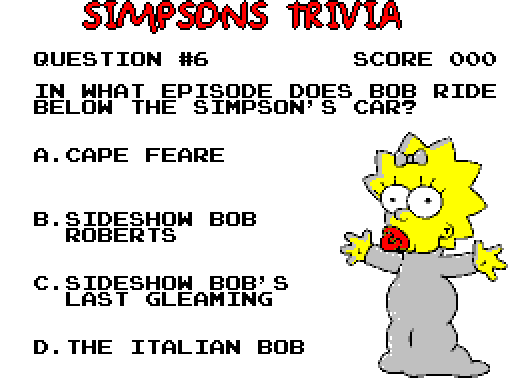 SIMPSONS TRIVIA
QUESTION #6 SCORE 000
IN WHAT EPISODE DOES BOB RIDE
BELOW THE SIMPSON'S CAR?
A.CAPE FEARE
B.SIDESHOW BOB
ROBERTS
C.SIDESHOW BOB'S
LAST GLEAMING
D.THE ITALIAN BOB